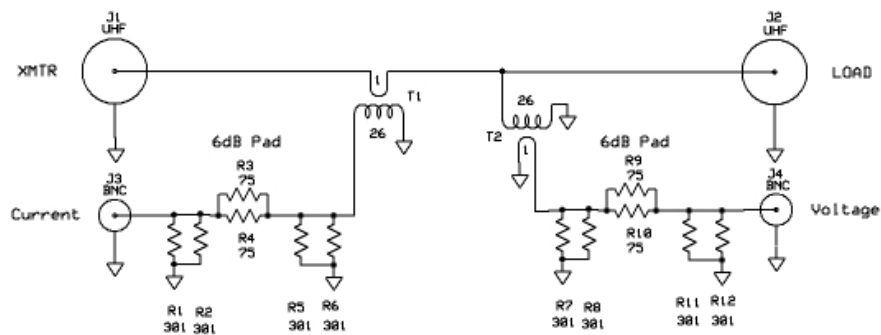 J1
UHF
J2
UHF
XMTR
LOAD
1
T1
26
26
T2
1
6dB Pad
6dB Pad
R3
75
R9
75
J3
BNC
J4
BNC
Current
Voltage
R4
75
R10
75
R1
301
R2
301
R5
301
R6
301
R7
301
R8
301
R11
301
R12
301